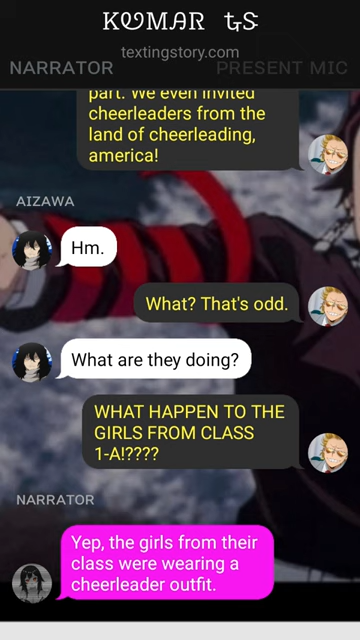 KUMAR TS
textingstory.com
NARRATOR PRESENT MIC
part. We even invited
cheerleaders from the
land of cheerleading,
america!
AIZAWA
Hm.
What? That's odd.
What are they doing?
WHAT HAPPEN TO THE
GIRLS FROM CLASS
1-A!????
NARRATOR
Yep, the girls from their
class were wearing a
cheerleader outfit.